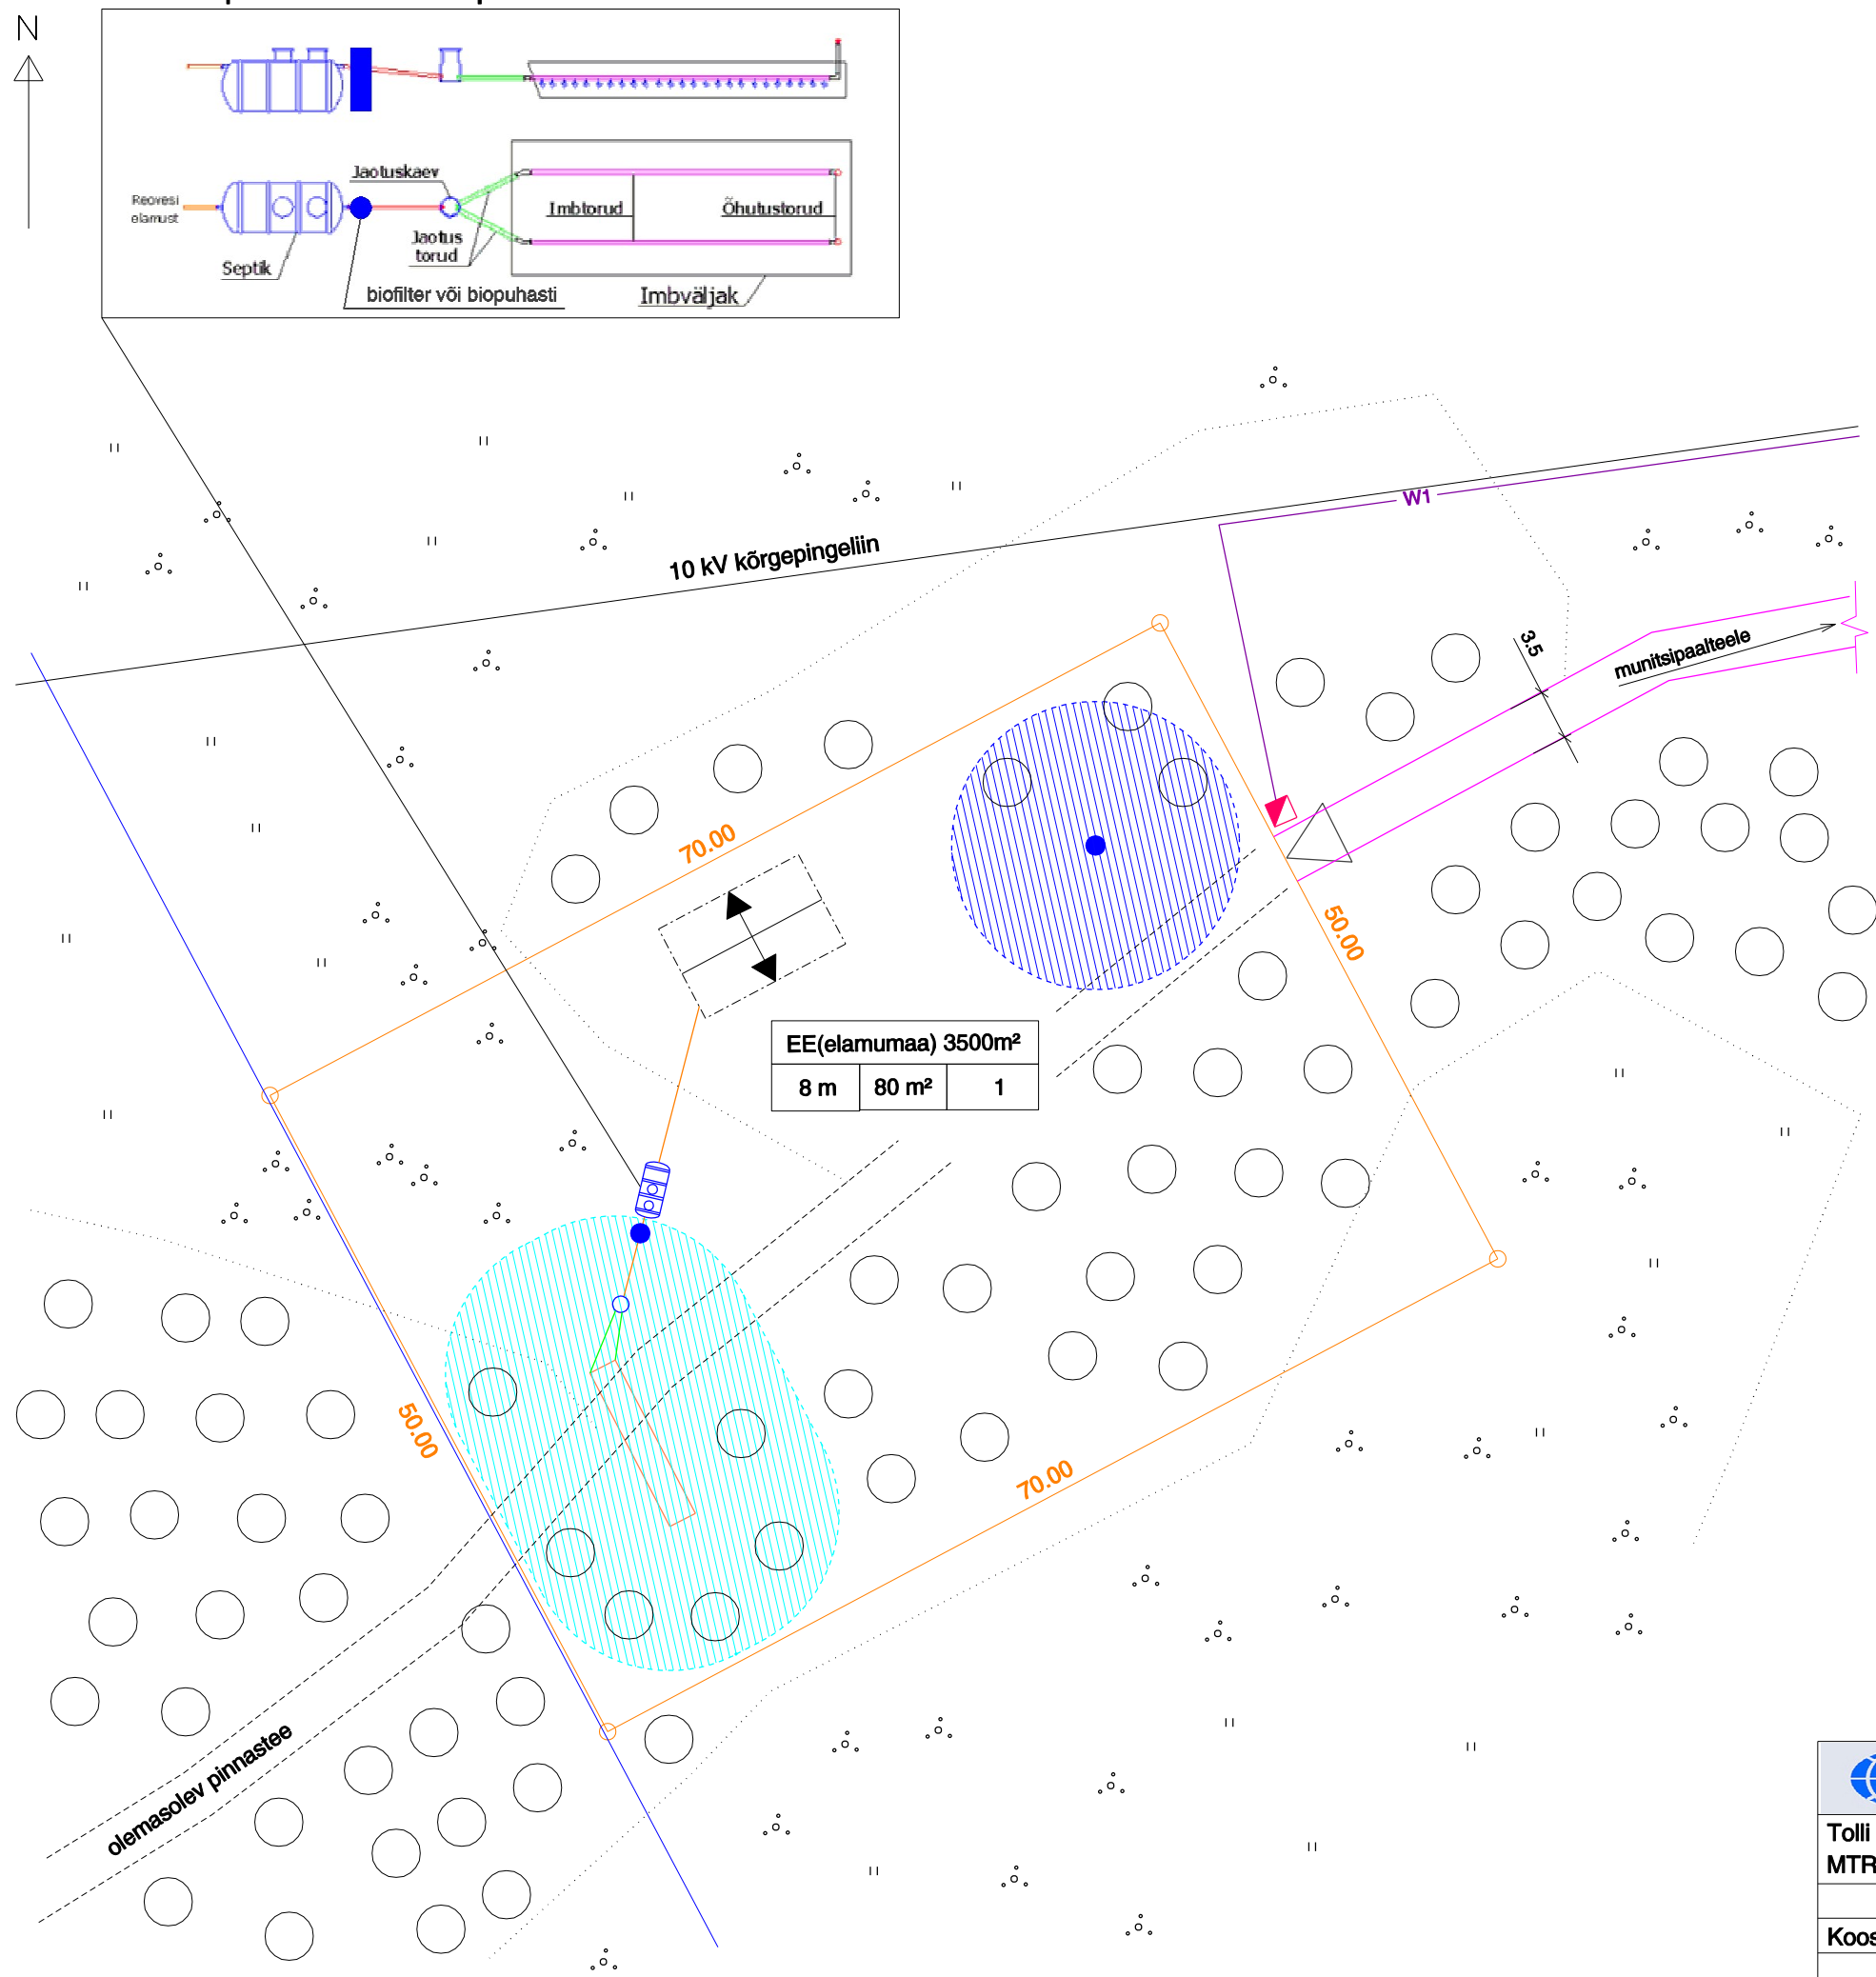 N
Reovesi
elamust
Septik
Jaotuskaev
Jaotus
torud
Imbtorud
Õhutustorud
biofilter või biopuhasti
Imbväljak
W1
10 kV kõrgepingeliin
3.5
munitsipaalteele
70.00
50.00
EE(elamumaa) 3500m²
8 m 80 m² 1
50.00
70.00
olemasolev pinnastee
Tolli
MTR
Koos